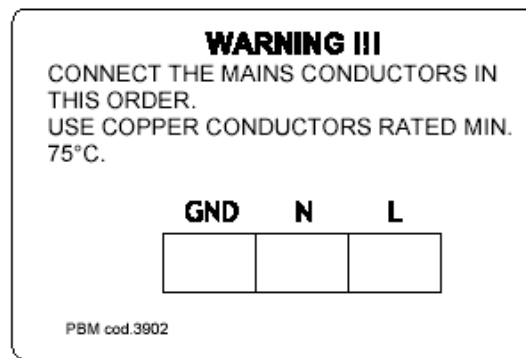 WARNING !!!
CONNECT THE MAINS CONDUCTORS IN
THIS ORDER.
USE COPPER CONDUCTORS RATED MIN.
75°C.
GND N L
PBM cod.3902